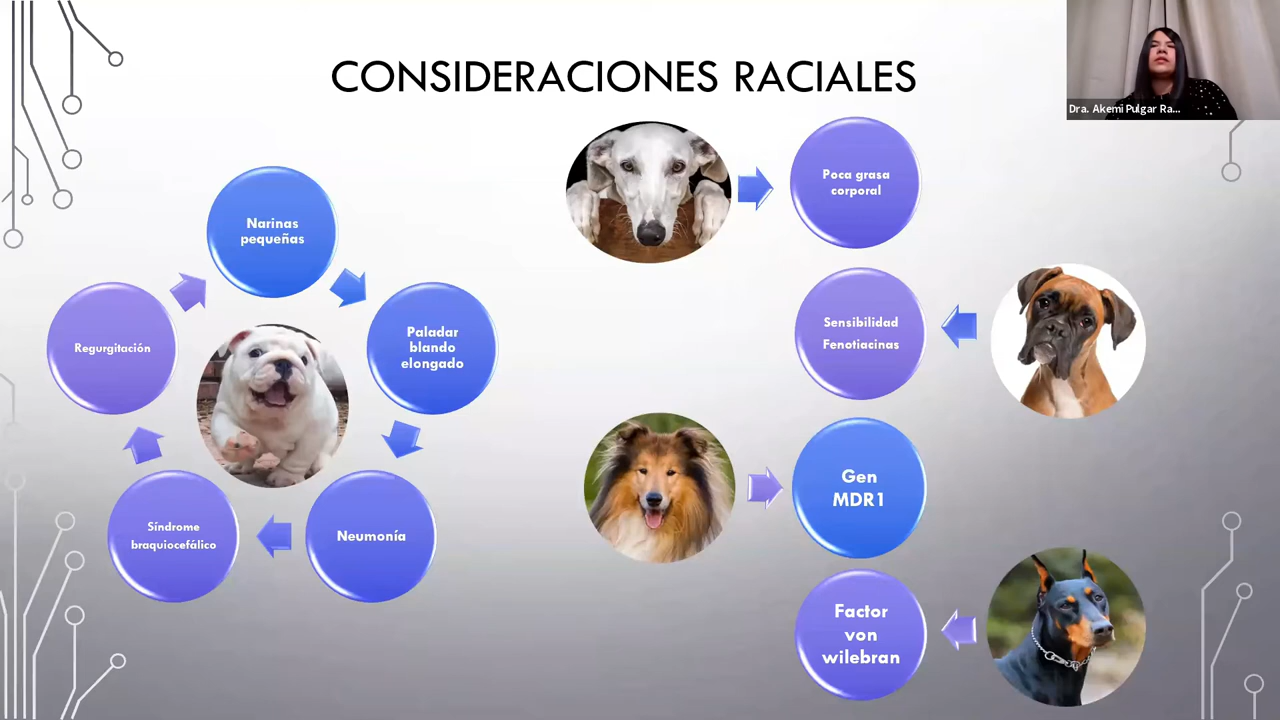 CONSIDERACIONES RACIALES
Dra. Akemi Pulgar Ra...
Narinas
pequeñas
Paladar
blando
elongado
Neumonía
Síndrome
braquiocefálico
Regurgitación
Poca grasa
corporal
Sensibilidad
Fenotiacinas
Gen
MDR1
Factor
von
wilebran